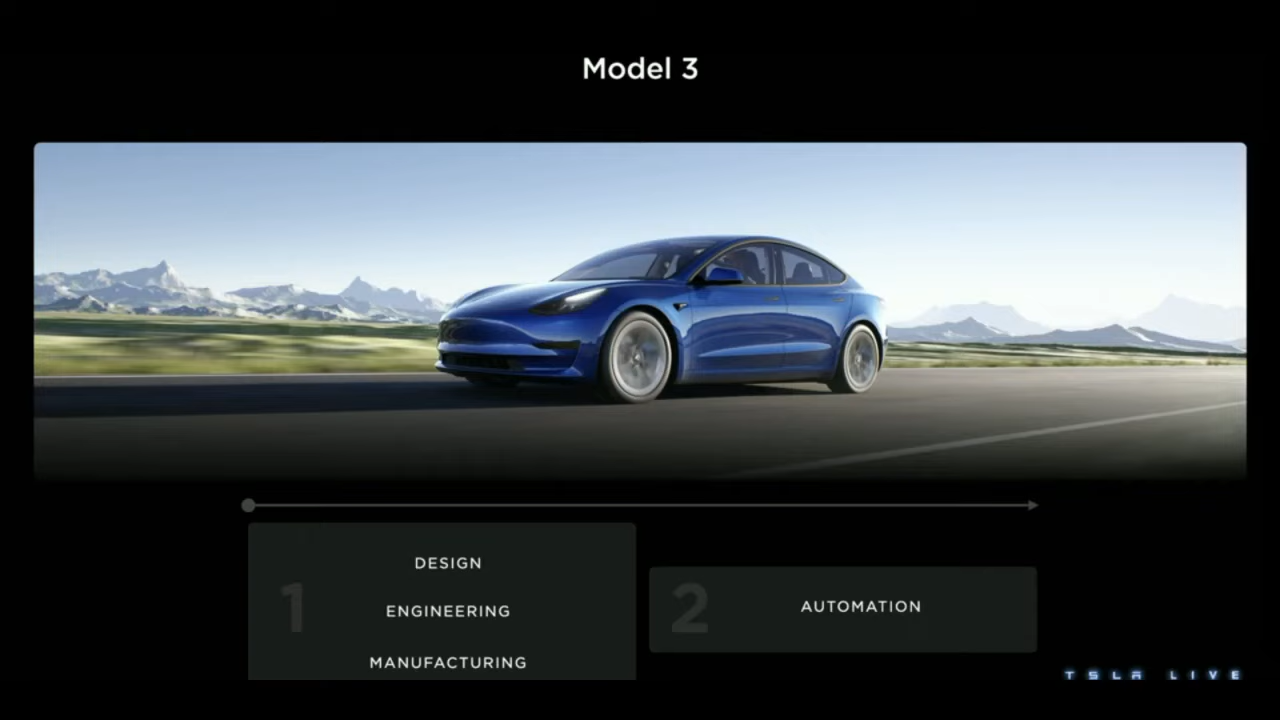 Model 3
1
DESIGN
ENGINEERING
MANUFACTURING
2
AUTOMATION
TSLA LIVE